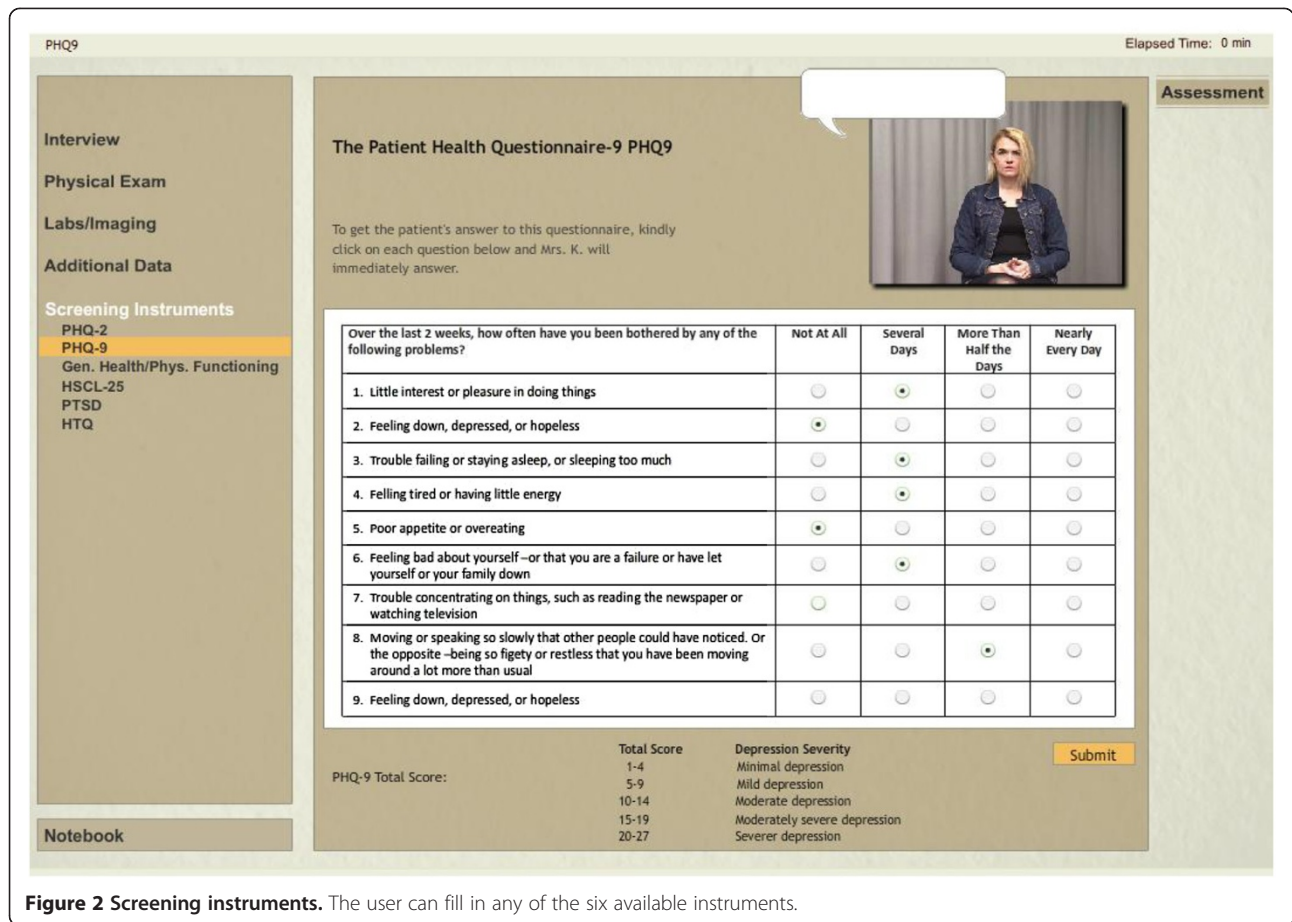 PHQ9
Elapsed Time: 0 min
Assessment
Interview
Physical Exam
Labs/Imaging
Additional Data
Screening Instruments
PHQ-2
PHQ-9
Gen. Health/Phys. Functioning
HSCL-25
PTSD
HTQ
Notebook
The Patient Health Questionnaire-9 PHQ9
To get the patient's answer to this questionnaire, kindly
click on each question below and Mrs. K. will
immediately answer.
Over the last 2 weeks, how often have you been bothered by any of the
following problems?
Not At All
Several
Days
More Than
Half the
Days
Nearly
Every Day
1. Little interest or pleasure in doing things
2. Feeling down, depressed, or hopeless
3. Trouble failing or staying asleep, or sleeping too much
4. Felling tired or having little energy
5. Poor appetite or overeating
6. Feeling bad about yourself –or that you are a failure or have let
yourself or your family down
7. Trouble concentrating on things, such as reading the newspaper or
watching television
8. Moving or speaking so slowly that other people could have noticed. Or
the opposite –being so figety or restless that you have been moving
around a lot more than usual
9. Feeling down, depressed, or hopeless
PHQ-9 Total Score:
Total Score Depression Severity
1-4 Minimal depression
5-9 Mild depression
10-14 Moderate depression
15-19 Moderately severe depression
20-27 Severer depression
Submit
Figure 2 Screening instruments. The user can fill in any of the six available instruments.